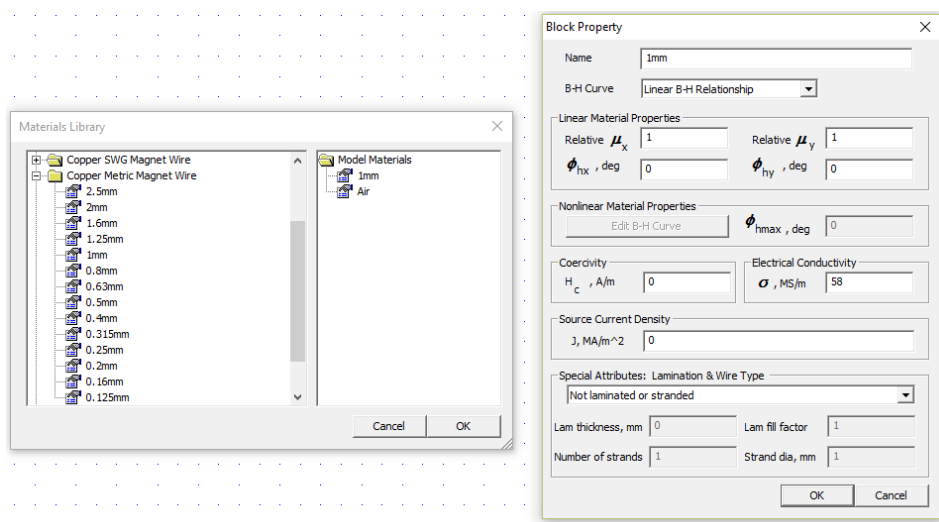 Materials Library
Copper SWG Magnet Wire
Copper Metric Magnet Wire
2.5mm
2mm
1.6mm
1.25mm
1mm
0.8mm
0.63mm
0.5mm
0.4mm
0.315mm
0.25mm
0.2mm
0.16mm
0.125mm
Model Materials
1mm
Air
Cancel OK
Block Property
Name 1mm
B-H Curve Linear B-H Relationship
Linear Material Properties
Relative μx 1 Relative μy 1
ϕhx , deg 0 ϕhy , deg 0
Nonlinear Material Properties
Edit B-H Curve ϕhmax , deg 0
Coercivity Electrical Conductivity
Hc , A/m 0 σ , MS/m 58
Source Current Density
J, MA/m^2 0
Special Attributes: Lamination & Wire Type
Not laminated or stranded
Lam thickness, mm 0 Lam fill factor 1
Number of strands 1 Strand dia, mm 1
OK Cancel